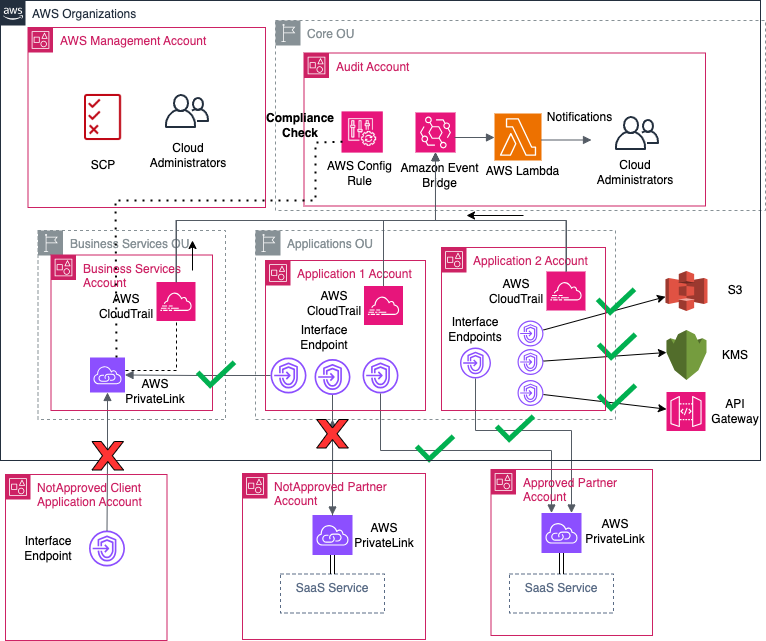 aws
AWS Organizations
AWS Management Account
SCP
Cloud
Administrators
Core OU
Audit Account
Compliance
Check
AWS Config
Rule
Amazon Event
Bridge
AWS Lambda
Notifications
Cloud
Administrators
Business Services OU
Business Services
Account
AWS
CloudTrail
AWS
PrivateLink
Applications OU
Application 1 Account
AWS
CloudTrail
Interface
Endpoint
Application 2 Account
AWS
CloudTrail
Interface
Endpoints
S3
KMS
API
Gateway
NotApproved Client
Application Account
Interface
Endpoint
NotApproved Partner
Account
AWS
PrivateLink
SaaS Service
Approved Partner
Account
AWS
PrivateLink
SaaS Service